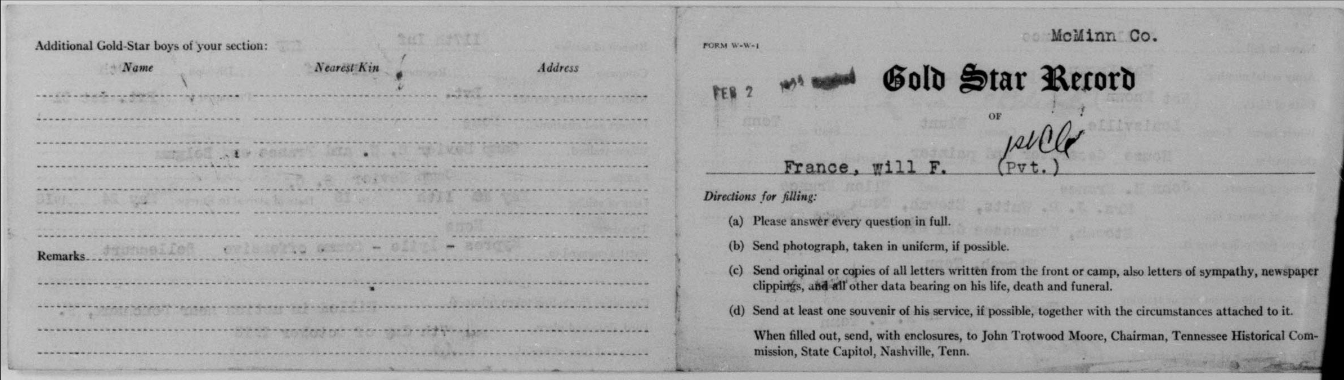 Additional Gold-Star boys of your section:
Name Nearest Kin Address
Remarks
McMinn Co.
FORM W-W-1
FEB 2
Gold Star Record
OF
France, will F. (Pvt.)
Directions for filling:
(a) Please answer every question in full.
(b) Send photograph, taken in uniform, if possible.
(c) Send original or copies of all letters written from the front or camp, also letters of sympathy, newspaper
clippings, and all other data bearing on his life, death and funeral.
(d) Send at least one souvenir of his service, if possible, together with the circumstances attached to it.
When filled out, send, with enclosures, to John Trotwood Moore, Chairman, Tennessee Historical Com-
mission, State Capitol, Nashville, Tenn.